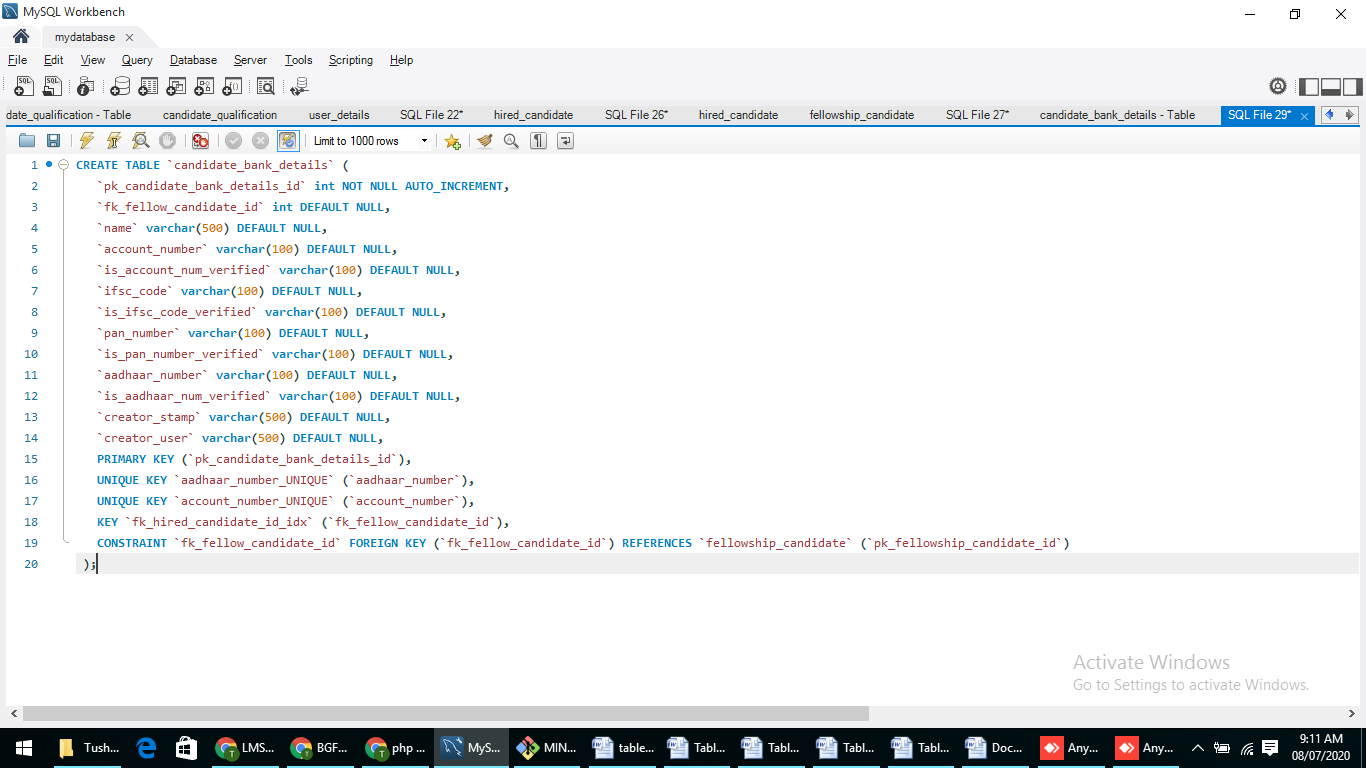 MySQL Workbench
mydatabase
File Edit View Query Database Server Tools Scripting Help
date_qualification - Table candidate_qualification user_details SQL File 22* hired_candidate SQL File 26* hired_candidate fellowship_candidate SQL File 27* candidate_bank_details - Table SQL File 29*
Limit to 1000 rows
1 CREATE TABLE `candidate_bank_details` (
2 `pk_candidate_bank_details_id` int NOT NULL AUTO_INCREMENT,
3 `fk_fellow_candidate_id` int DEFAULT NULL,
4 `name` varchar(500) DEFAULT NULL,
5 `account_number` varchar(100) DEFAULT NULL,
6 `is_account_num_verified` varchar(100) DEFAULT NULL,
7 `ifsc_code` varchar(100) DEFAULT NULL,
8 `is_ifsc_code_verified` varchar(100) DEFAULT NULL,
9 `pan_number` varchar(100) DEFAULT NULL,
10 `is_pan_number_verified` varchar(100) DEFAULT NULL,
11 `aadhaar_number` varchar(100) DEFAULT NULL,
12 `is_aadhaar_num_verified` varchar(100) DEFAULT NULL,
13 `creator_stamp` varchar(500) DEFAULT NULL,
14 `creator_user` varchar(500) DEFAULT NULL,
15 PRIMARY KEY (`pk_candidate_bank_details_id`),
16 UNIQUE KEY `aadhaar_number_UNIQUE` (`aadhaar_number`),
17 UNIQUE KEY `account_number_UNIQUE` (`account_number`),
18 KEY `fk_hired_candidate_id_idx` (`fk_fellow_candidate_id`),
19 CONSTRAINT `fk_fellow_candidate_id` FOREIGN KEY (`fk_fellow_candidate_id`) REFERENCES `fellowship_candidate` (`pk_fellowship_candidate_id`)
20 );
Activate Windows
Go to Settings to activate Windows.
Tush... LMS... BGF... php ... MyS... MIN... table... Tabl... Tabl... Tabl... Tabl... Doc... Any... Any... 9:11 AM
08/07/2020